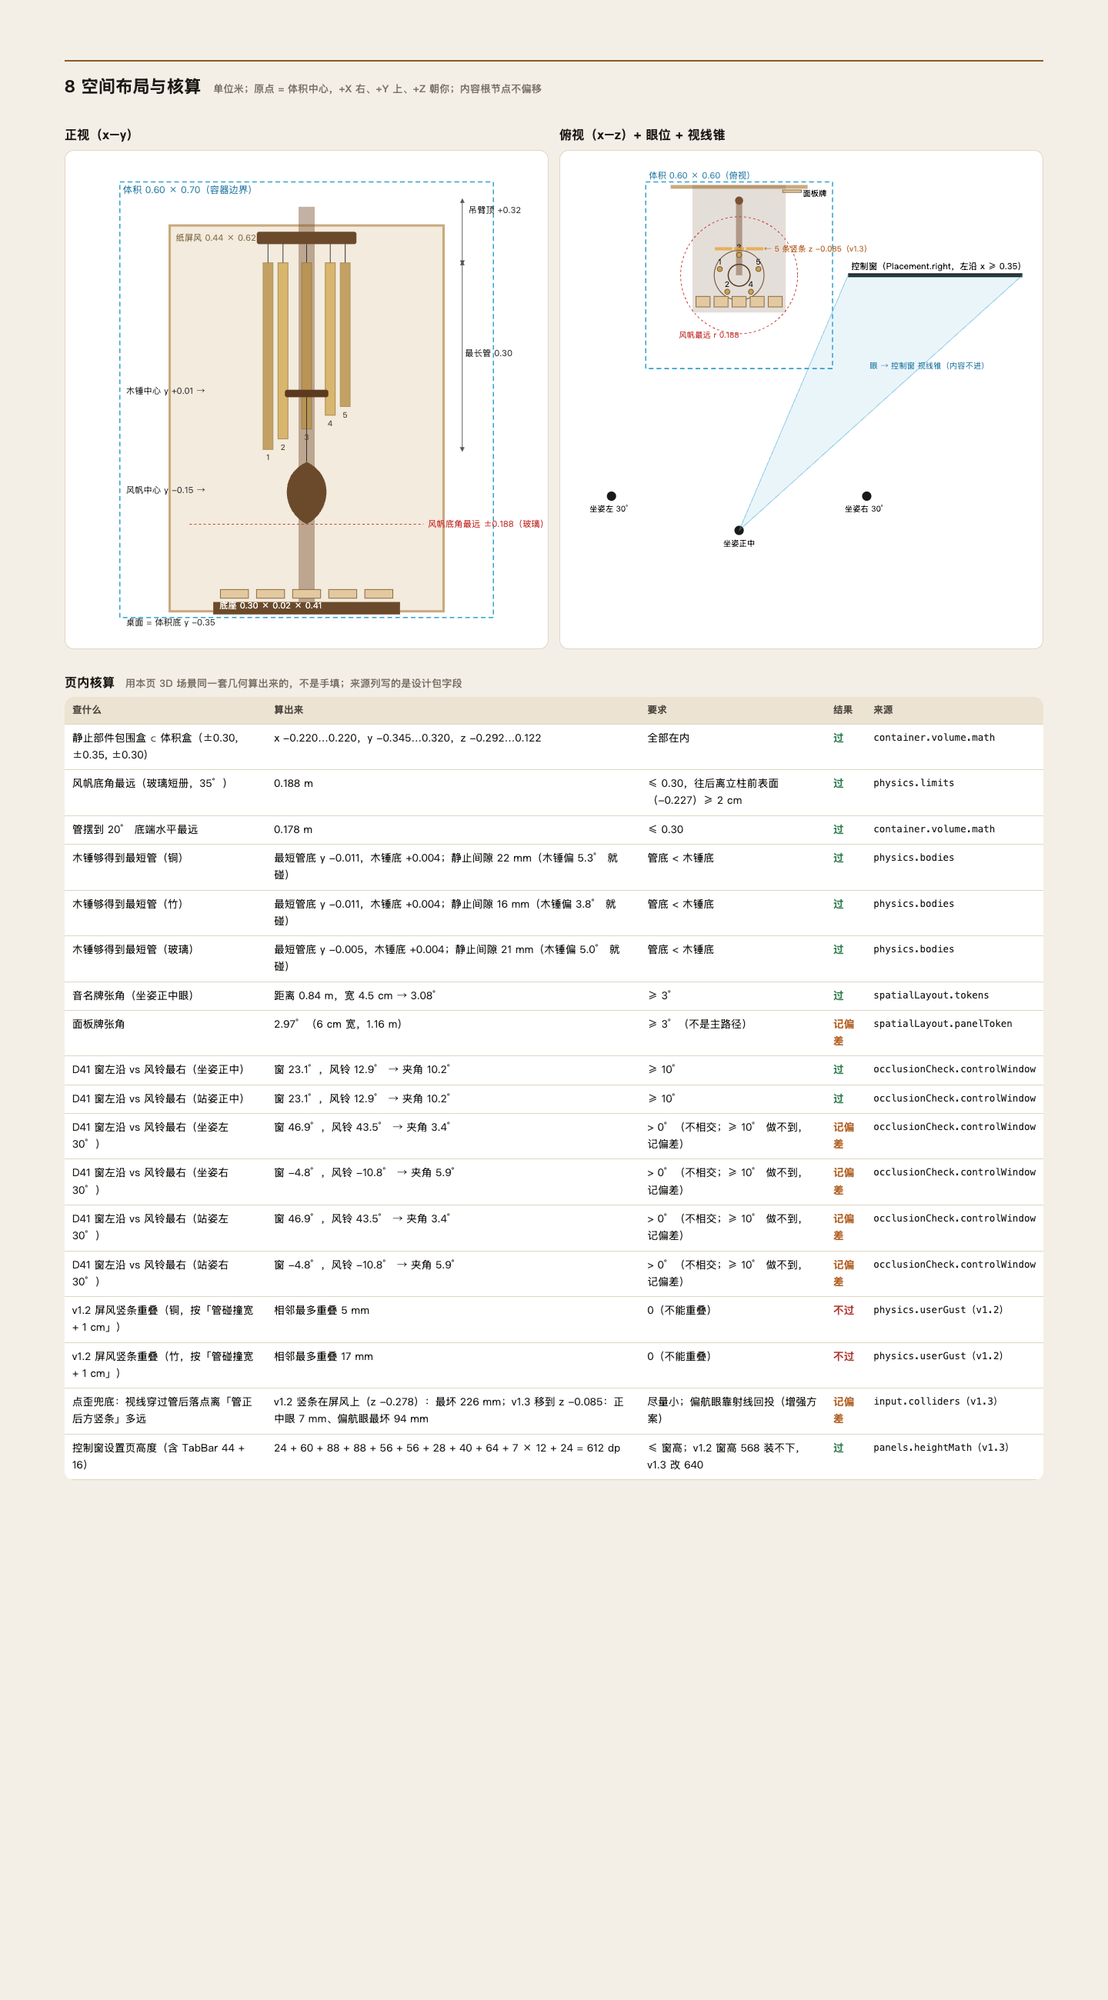 8 空间布局与核算 单位米；原点 = 体积中心，+X 右、+Y 上、+Z 朝你；内容根节点不偏移
正视（x—y）
体积 0.60 × 0.70（容器边界）
吊臂顶 +0.32
纸屏风 0.44 × 0.62
最长管 0.30
木锤中心 y +0.01 →
5
4
3
2
1
风帆中心 y −0.15 →
风帆底角最远 ±0.188（玻璃）
底座 0.30 × 0.02 × 0.41
桌面 = 体积底 y −0.35
俯视（x—z）+ 眼位 + 视线锥
体积 0.60 × 0.60（俯视）
面板牌
← 5 条竖条 z −0.085（v1.3）
3
1
5
2
4
控制窗（Placement.right，左沿 x ≥ 0.35）
风帆最远 r 0.188
眼 → 控制窗 视线锥（内容不进）
坐姿左 30°
坐姿右 30°
坐姿正中
页内核算 用本页 3D 场景同一套几何算出来的，不是手填；来源列写的是设计包字段
查什么 算出来 要求 结果 来源
静止部件包围盒 ⊂ 体积盒（±0.30, x −0.220…0.220，y −0.345…0.320，z −0.292…0.122 全部在内 过 container.volume.math
±0.35, ±0.30）
风帆底角最远（玻璃短册，35°） 0.188 m ≤ 0.30，往后离立柱前表面 过 physics.limits
（−0.227）≥ 2 cm
管摆到 20° 底端水平最远 0.178 m ≤ 0.30 过 container.volume.math
木锤够得到最短管（铜） 最短管底 y −0.011，木锤底 +0.004；静止间隙 22 mm（木锤偏 5.3° 就 管底 < 木锤底 过 physics.bodies
碰）
木锤够得到最短管（竹） 最短管底 y −0.011，木锤底 +0.004；静止间隙 16 mm（木锤偏 3.8° 就 管底 < 木锤底 过 physics.bodies
碰）
木锤够得到最短管（玻璃） 最短管底 y −0.005，木锤底 +0.004；静止间隙 21 mm（木锤偏 5.0° 就 管底 < 木锤底 过 physics.bodies
碰）
音名牌张角（坐姿正中眼） 距离 0.84 m，宽 4.5 cm → 3.08° ≥ 3° 过 spatialLayout.tokens
面板牌张角 2.97°（6 cm 宽，1.16 m） ≥ 3°（不是主路径） 记偏 spatialLayout.panelToken
差
D41 窗左沿 vs 风铃最右（坐姿正中） 窗 23.1°，风铃 12.9° → 夹角 10.2° ≥ 10° 过 occlusionCheck.controlWindow
D41 窗左沿 vs 风铃最右（站姿正中） 窗 23.1°，风铃 12.9° → 夹角 10.2° ≥ 10° 过 occlusionCheck.controlWindow
D41 窗左沿 vs 风铃最右（坐姿左 窗 46.9°，风铃 43.5° → 夹角 3.4° > 0°（不相交；≥ 10° 做不到， 记偏 occlusionCheck.controlWindow
30°） 记偏差） 差
D41 窗左沿 vs 风铃最右（坐姿右 窗 −4.8°，风铃 −10.8° → 夹角 5.9° > 0°（不相交；≥ 10° 做不到， 记偏 occlusionCheck.controlWindow
30°） 记偏差） 差
D41 窗左沿 vs 风铃最右（站姿左 窗 46.9°，风铃 43.5° → 夹角 3.4° > 0°（不相交；≥ 10° 做不到， 记偏 occlusionCheck.controlWindow
30°） 记偏差） 差
D41 窗左沿 vs 风铃最右（站姿右 窗 −4.8°，风铃 −10.8° → 夹角 5.9° > 0°（不相交；≥ 10° 做不到， 记偏 occlusionCheck.controlWindow
30°） 记偏差） 差
v1.2 屏风竖条重叠（铜，按「管碰撞宽 相邻最多重叠 5 mm 0（不能重叠） 不过 physics.userGust (v1.2)
+ 1 cm」）
v1.2 屏风竖条重叠（竹，按「管碰撞宽 相邻最多重叠 17 mm 0（不能重叠） 不过 physics.userGust (v1.2)
+ 1 cm」）
点歪兜底：视线穿过管后落点离「管正 v1.2 竖条在屏风上（z −0.278）：最坏 226 mm；v1.3 移到 z −0.085：正 尽量小；偏航眼靠射线回投（增强方 记偏 input.colliders (v1.3)
后方竖条」多远 中眼 7 mm、偏航眼最坏 94 mm 案） 差
控制窗设置页高度（含 TabBar 44 + 24 + 60 + 88 + 88 + 56 + 56 + 28 + 40 + 64 + 7 × 12 + 24 = 612 dp ≤ 窗高；v1.2 窗高 568 装不下， 过 panels.heightMath (v1.3)
16） v1.3 改 640